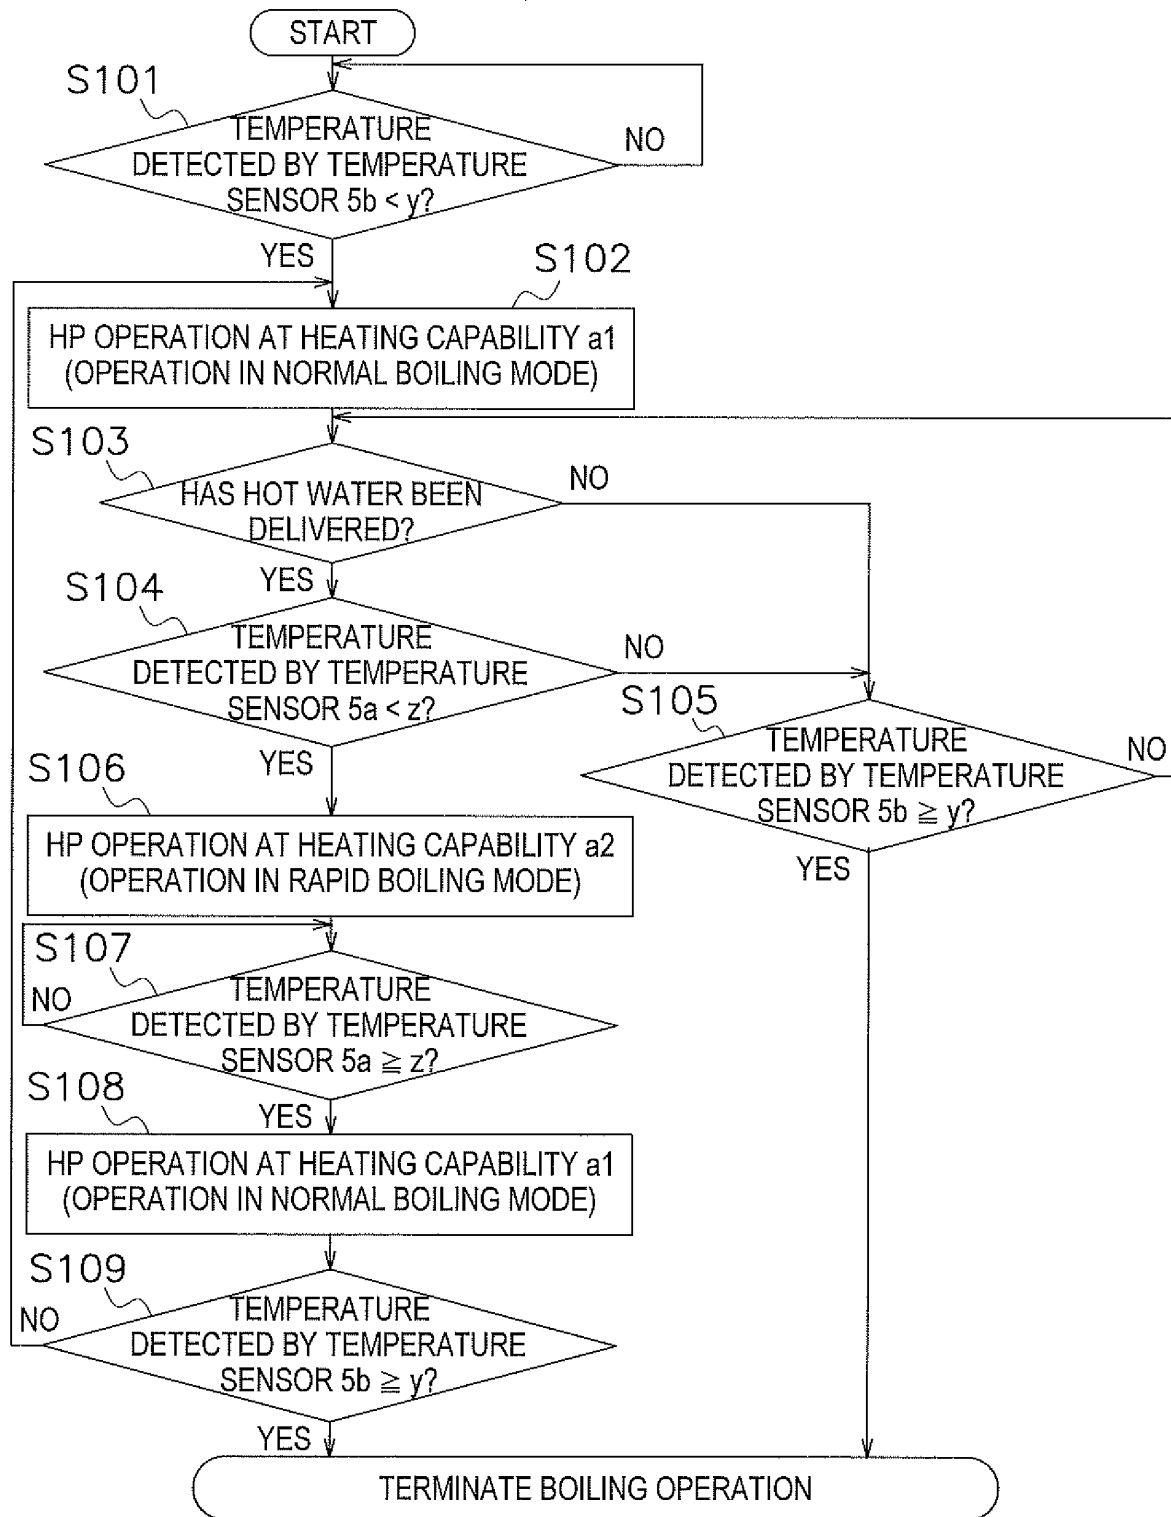 START
S101
TEMPERATURE
DETECTED BY TEMPERATURE
SENSOR 5b < y?
NO
YES
S102
HP OPERATION AT HEATING CAPABILITY a1
(OPERATION IN NORMAL BOILING MODE)
S103
HAS HOT WATER BEEN
DELIVERED?
NO
YES
S104
TEMPERATURE
DETECTED BY TEMPERATURE
SENSOR 5a < z?
NO
YES
S105
TEMPERATURE
DETECTED BY TEMPERATURE
SENSOR 5b ≧ y?
NO
YES
S106
HP OPERATION AT HEATING CAPABILITY a2
(OPERATION IN RAPID BOILING MODE)
S107
TEMPERATURE
DETECTED BY TEMPERATURE
SENSOR 5a ≧ z?
NO
YES
S108
HP OPERATION AT HEATING CAPABILITY a1
(OPERATION IN NORMAL BOILING MODE)
S109
TEMPERATURE
DETECTED BY TEMPERATURE
SENSOR 5b ≧ y?
NO
YES
TERMINATE BOILING OPERATION